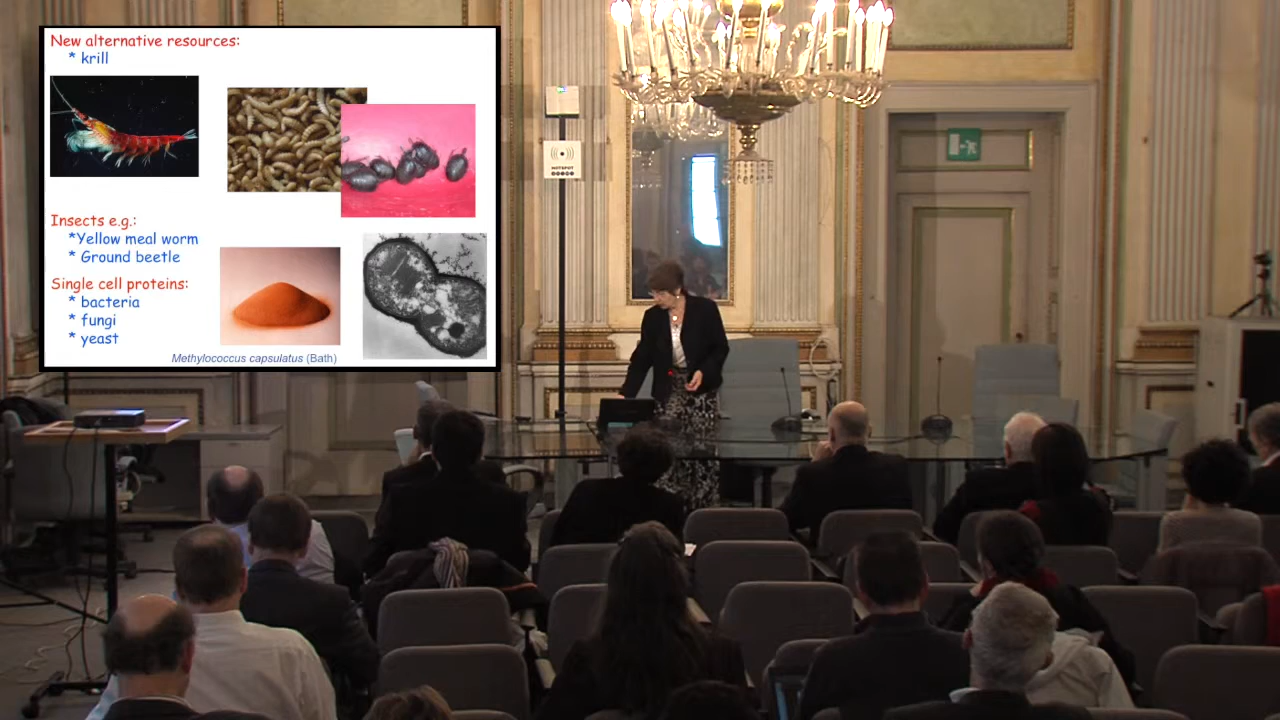 New alternative resources:
* krill
Insects e.g.:
*Yellow meal worm
* Ground beetle
Single cell proteins:
* bacteria
* fungi
* yeast
Methylococcus capsulatus (Bath)
HOTSPOT